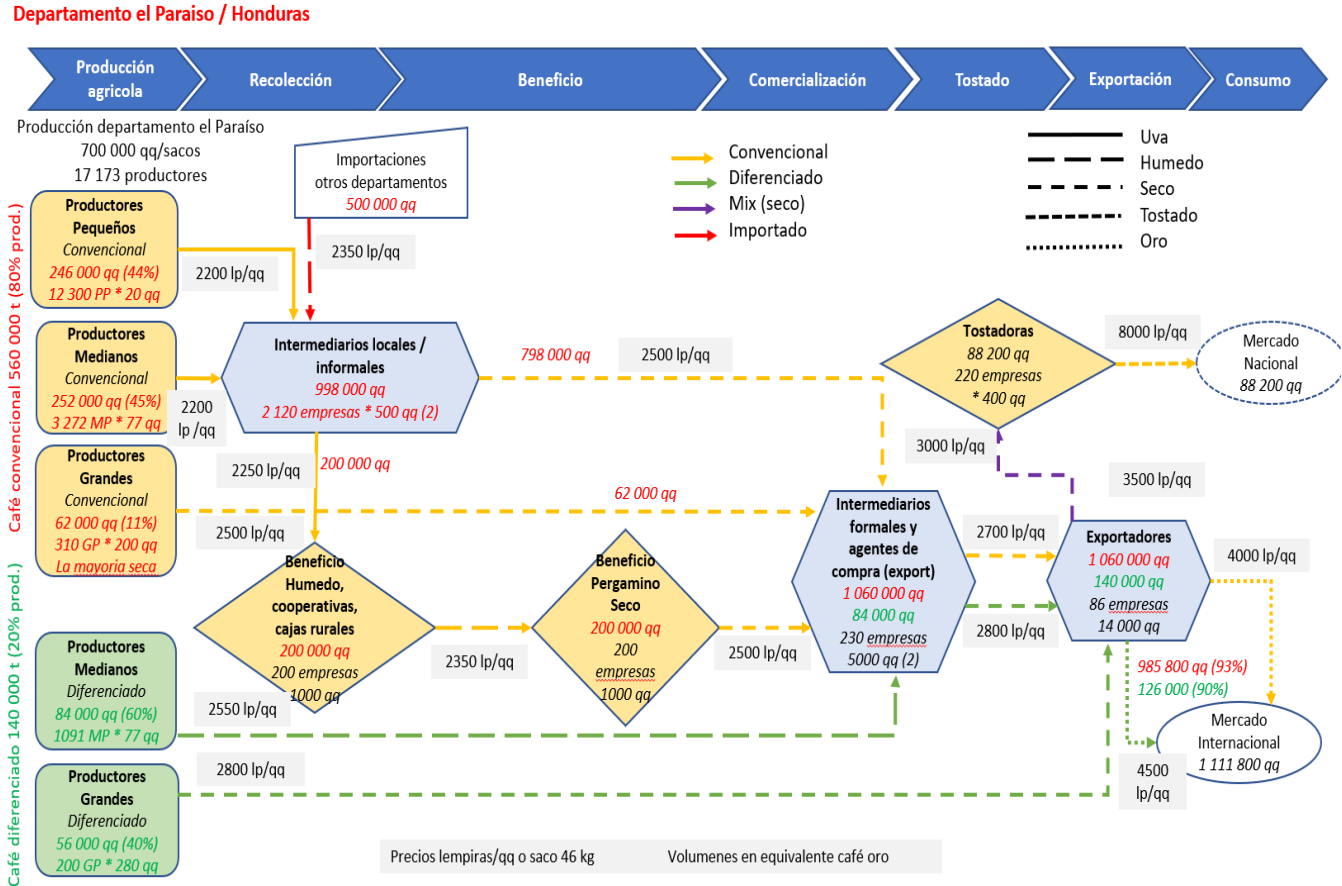 Departamento el Paraiso / Honduras
Producción
agricola
Recolección
Beneficio
Comercialización
Tostado
Exportación
Consumo
Producción departamento el Paraíso
700 000 qq/sacos
17 173 productores
Importaciones
otros departamentos
500 000 qq
Convencional
Diferenciado
Mix (seco)
Importado
Uva
Humedo
Seco
Tostado
Oro
Café convencional 560 000 t (80% prod.)
Productores
Pequeños
Convencional
246 000 qq (44%)
12 300 PP * 20 qq
2200 lp/qq
2350 lp/qq
Productores
Medianos
Convencional
252 000 qq (45%)
3 272 MP * 77 qq
2200
lp /qq
Intermediarios locales /
informales
998 000 qq
2 120 empresas * 500 qq (2)
798 000 qq
2500 lp/qq
Tostadoras
88 200 qq
220 empresas
* 400 qq
8000 lp/qq
Mercado
Nacional
88 200 qq
Productores
Grandes
Convencional
62 000 qq (11%)
310 GP * 200 qq
La mayoria seca
2250 lp/qq
200 000 qq
2500 lp/qq
62 000 qq
3000 lp/qq
3500 lp/qq
Beneficio
Humedo,
cooperativas,
cajas rurales
200 000 qq
200 empresas
1000 qq
2350 lp/qq
Beneficio
Pergamino
Seco
200 000 qq
200
empresas
1000 qq
2500 lp/qq
Intermediarios
formales y
agentes de
compra (export)
1 060 000 qq
84 000 qq
230 empresas
5000 qq (2)
2700 lp/qq
2800 lp/qq
Exportadores
1 060 000 qq
140 000 qq
86 empresas
14 000 qq
4000 lp/qq
985 800 qq (93%)
126 000 (90%)
Mercado
Internacional
1 111 800 qq
4500
lp/qq
Café diferenciado 140 000 t (20% prod.)
Productores
Medianos
Diferenciado
84 000 qq (60%)
1091 MP * 77 qq
2550 lp/qq
Productores
Grandes
Diferenciado
56 000 qq (40%)
200 GP * 280 qq
2800 lp/qq
Precios lempiras/qq o saco 46 kg
Volumenes en equivalente café oro